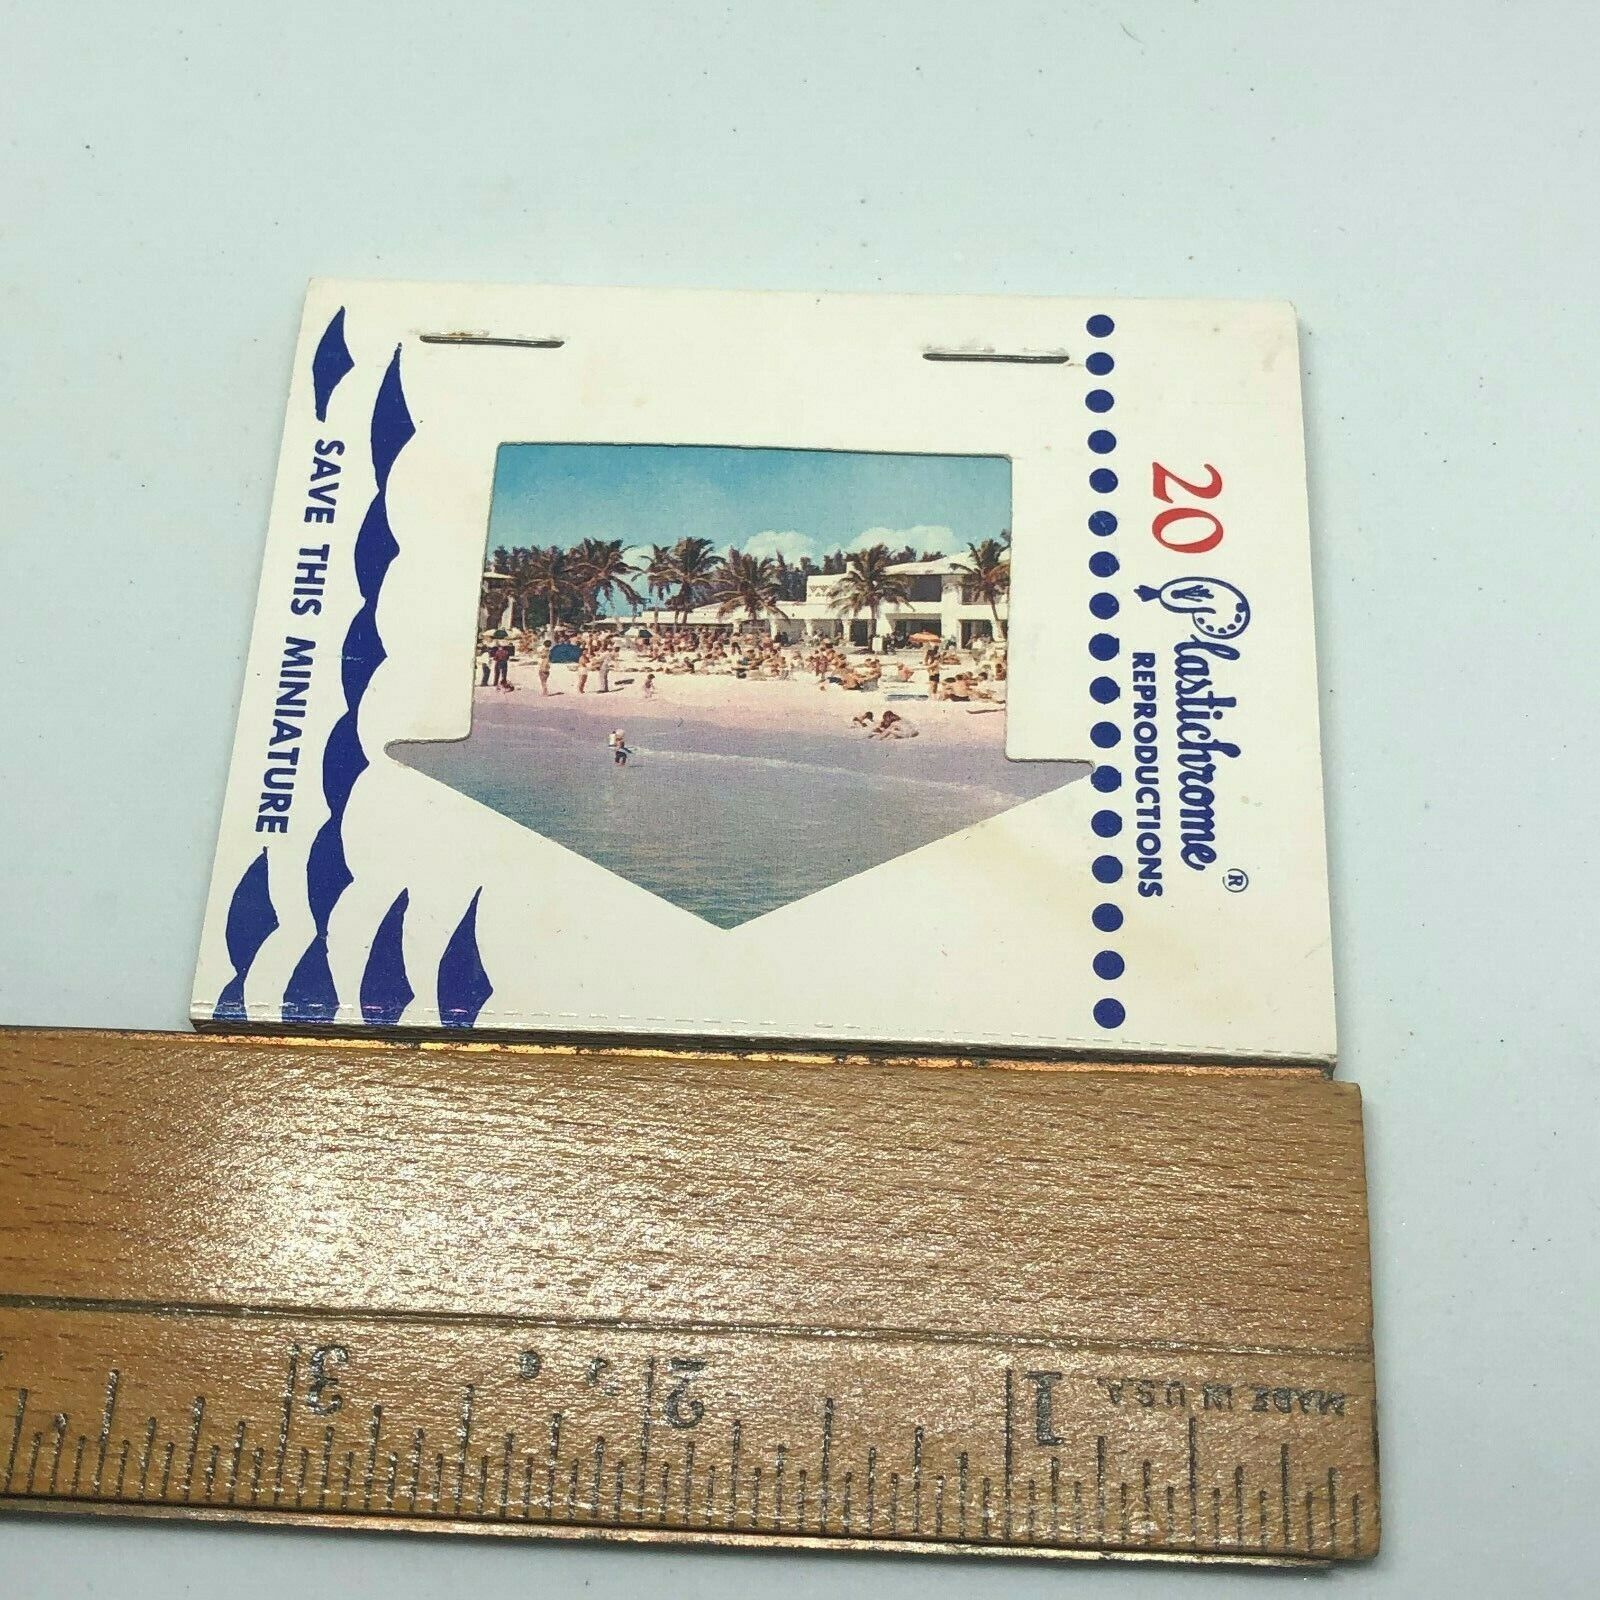 SAVE THIS MINIATURE
20 Plastichrome ®
REPRODUCTIONS
3 2 1
MADE IN U.S.A.